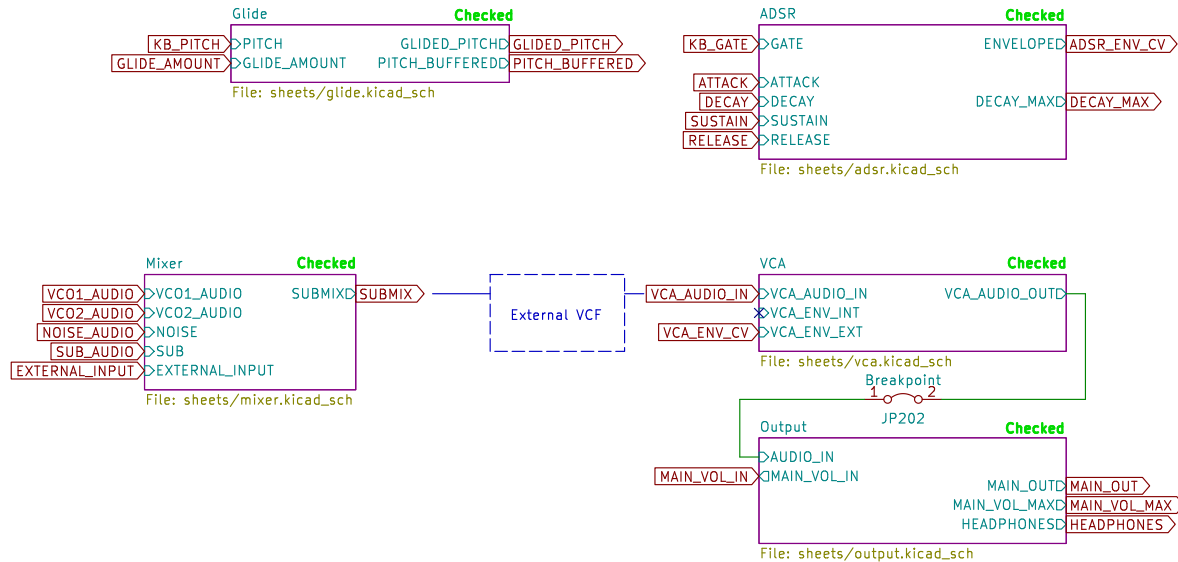 Glide
Checked
KB_PITCH
PITCH
GLIDED_PITCH
GLIDED_PITCH
GLIDE_AMOUNT
GLIDE_AMOUNT
PITCH_BUFFERED
PITCH_BUFFERED
File: sheets/glide.kicad_sch
ADSR
Checked
KB_GATE
GATE
ENVELOPE
ADSR_ENV_CV
ATTACK
ATTACK
DECAY
DECAY
DECAY_MAX
DECAY_MAX
SUSTAIN
SUSTAIN
RELEASE
RELEASE
File: sheets/adsr.kicad_sch
Mixer
Checked
VCO1_AUDIO
VCO1_AUDIO
SUBMIX
SUBMIX
VCO2_AUDIO
VCO2_AUDIO
NOISE_AUDIO
NOISE
SUB_AUDIO
SUB
EXTERNAL_INPUT
EXTERNAL_INPUT
File: sheets/mixer.kicad_sch
External VCF
VCA
Checked
VCA_AUDIO_IN
VCA_AUDIO_IN
VCA_AUDIO_OUT
VCA_ENV_INT
VCA_ENV_CV
VCA_ENV_EXT
File: sheets/vca.kicad_sch
Breakpoint
1
2
JP202
Output
Checked
AUDIO_IN
MAIN_VOL_IN
MAIN_VOL_IN
MAIN_OUT
MAIN_OUT
MAIN_VOL_MAX
MAIN_VOL_MAX
HEADPHONES
HEADPHONES
File: sheets/output.kicad_sch